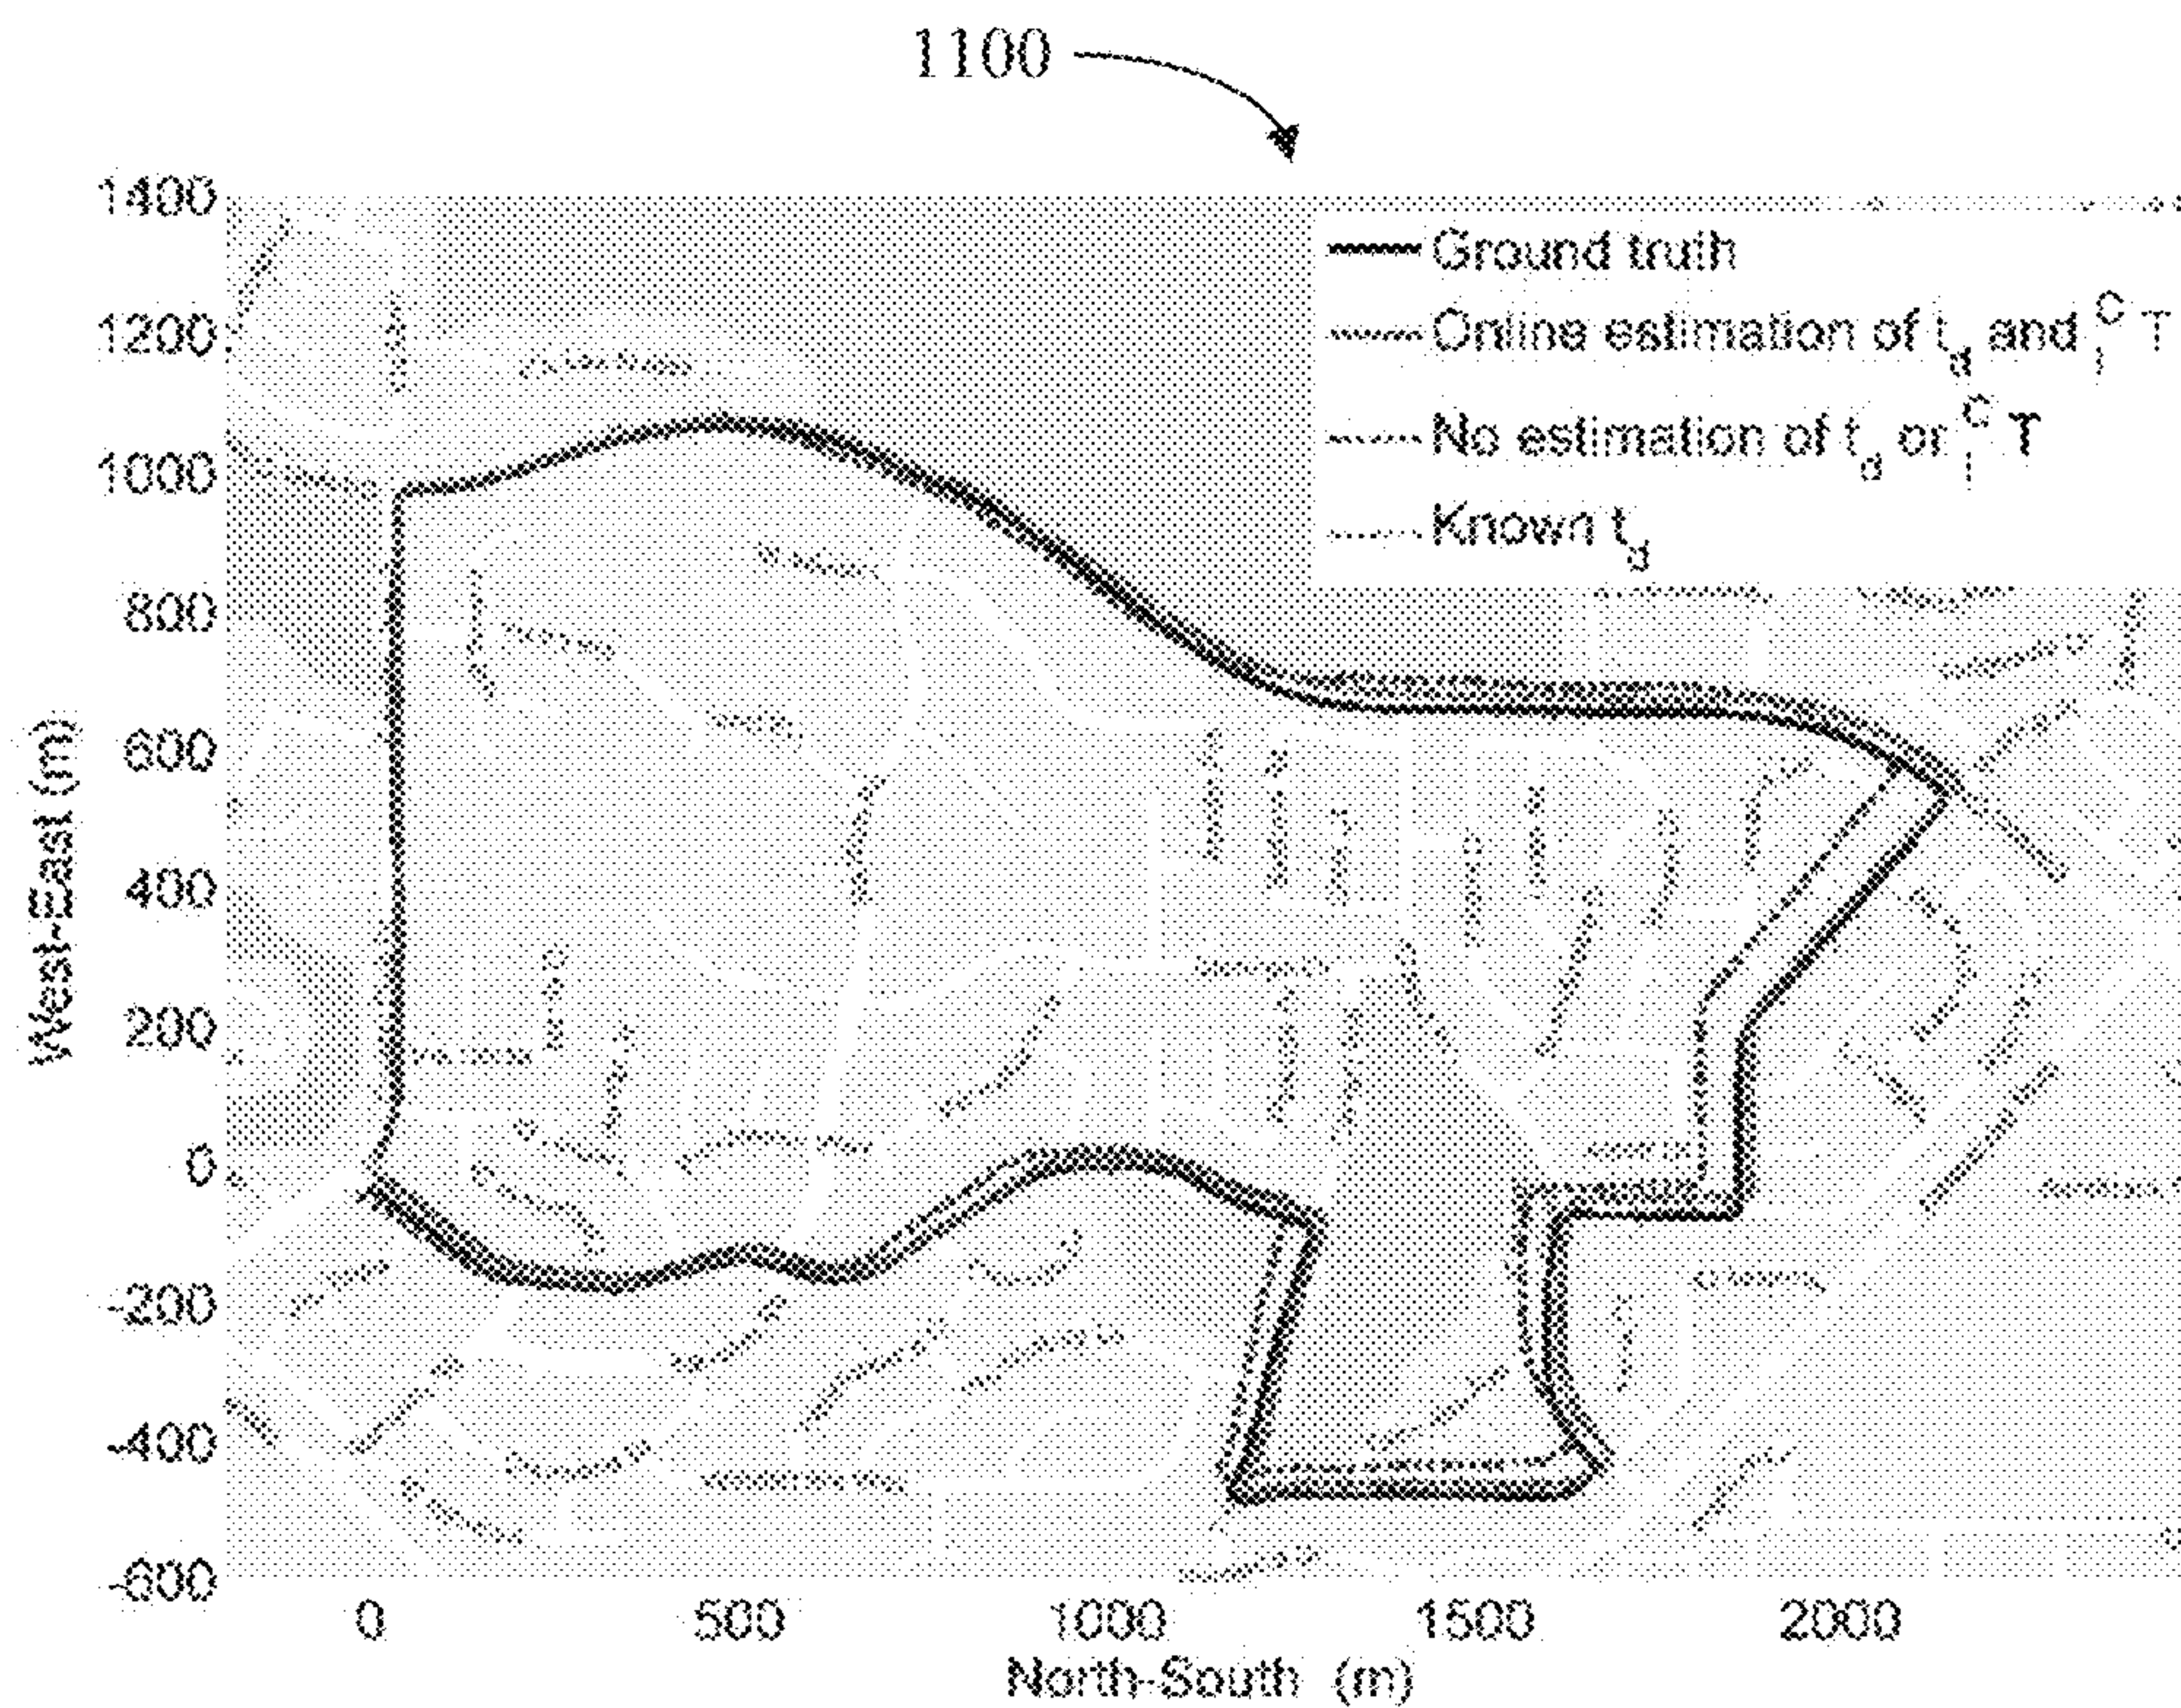 1100
1400
1200
1000
800
600
400
200
0
-200
-400
-600
West-East (m)
Ground truth
Online estimation of t_d and ^C_I T
No estimation of t_d or ^C_I T
Known t_d
0 500 1000 1500 2000
North-South (m)